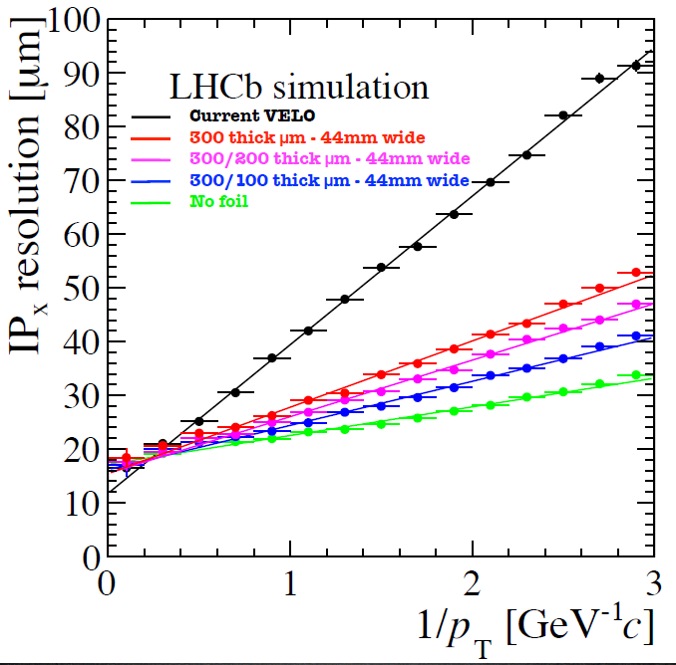 100
90
80
70
60
50
40
30
20
10
0
IPx resolution [μm]
LHCb simulation
Current VELO
300 thick μm - 44mm wide
300/200 thick μm - 44mm wide
300/100 thick μm - 44mm wide
No foil
0 1 2 3
1/pT [GeV⁻¹c]